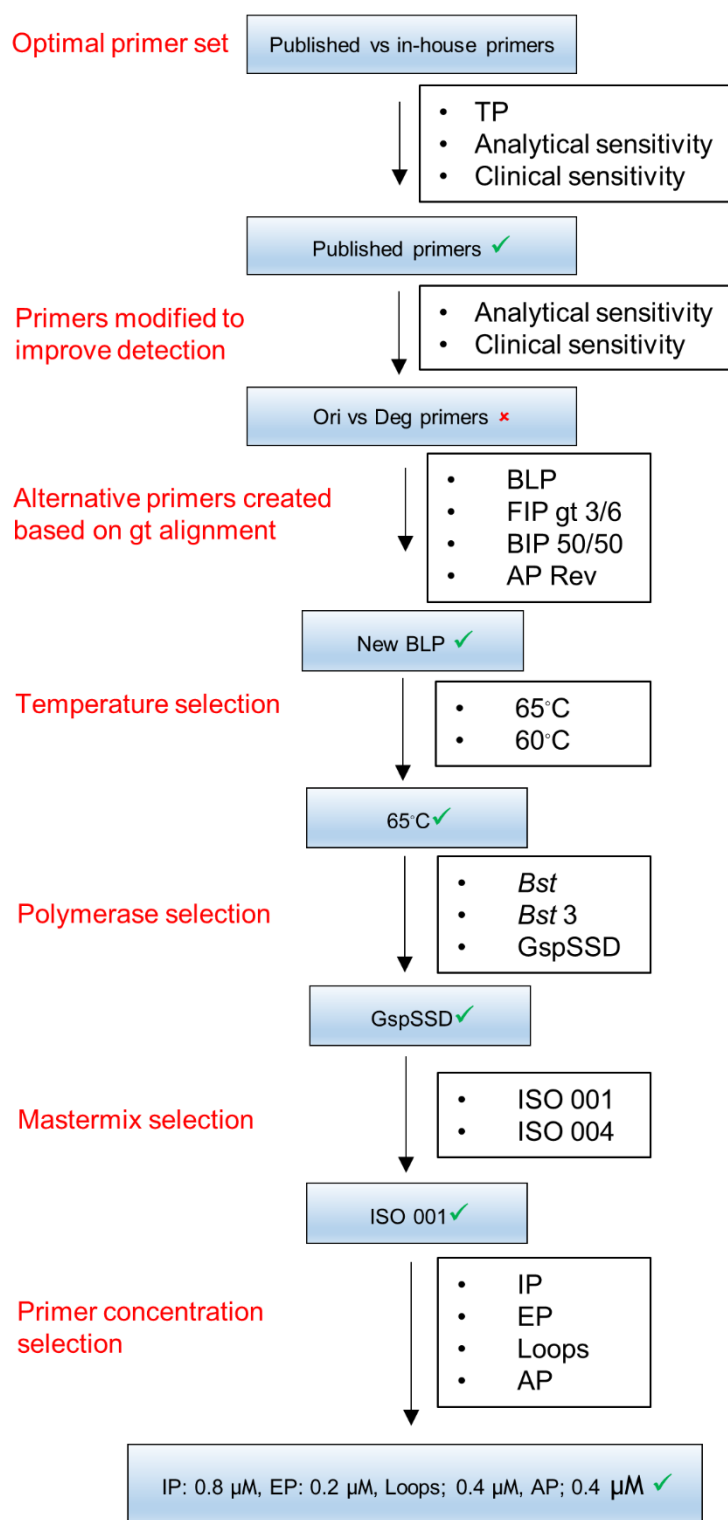 Optimal primer set
Published vs in-house primers
• TP
• Analytical sensitivity
• Clinical sensitivity
Published primers ✓
Primers modified to
improve detection
• Analytical sensitivity
• Clinical sensitivity
Ori vs Deg primers ×
Alternative primers created
based on gt alignment
• BLP
• FIP gt 3/6
• BIP 50/50
• AP Rev
New BLP ✓
Temperature selection
• 65°C
• 60°C
65°C ✓
Polymerase selection
• Bst
• Bst 3
• GspSSD
GspSSD ✓
Mastermix selection
• ISO 001
• ISO 004
ISO 001 ✓
Primer concentration
selection
• IP
• EP
• Loops
• AP
IP: 0.8 µM, EP: 0.2 µM, Loops; 0.4 µM, AP; 0.4 µM ✓